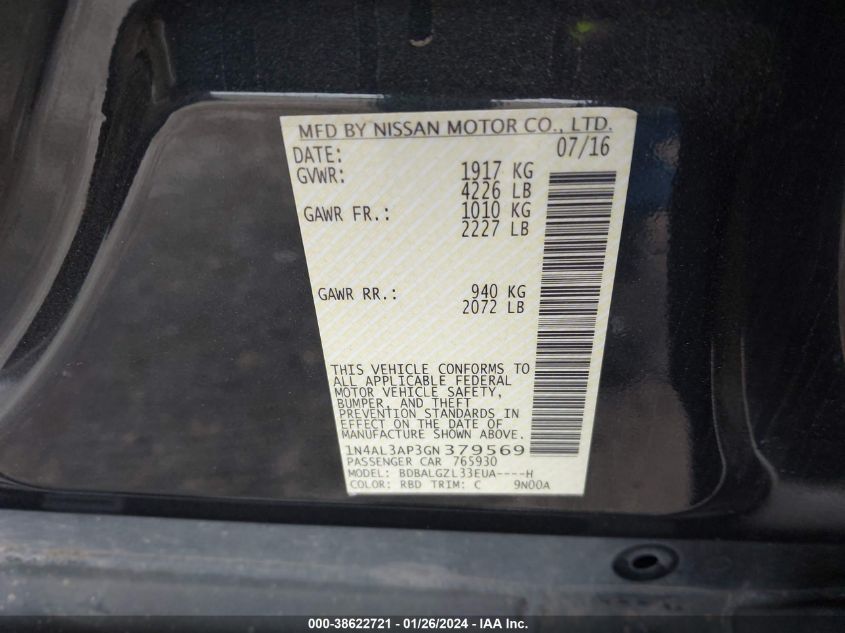 MFD BY NISSAN MOTOR CO., LTD.
DATE: 07/16
GVWR: 1917 KG
4226 LB
GAWR FR.: 1010 KG
2227 LB
GAWR RR.: 940 KG
2072 LB
THIS VEHICLE CONFORMS TO
ALL APPLICABLE FEDERAL
MOTOR VEHICLE SAFETY,
BUMPER, AND THEFT
PREVENTION STANDARDS IN
EFFECT ON THE DATE OF
MANUFACTURE SHOWN ABOVE.
1N4AL3AP3GN379569
PASSENGER CAR 765930
MODEL: BDBALGZL33EUA----H
COLOR: RBD TRIM: C 9N00A
000-38622721 | 01/26/2024 | IAA Inc.